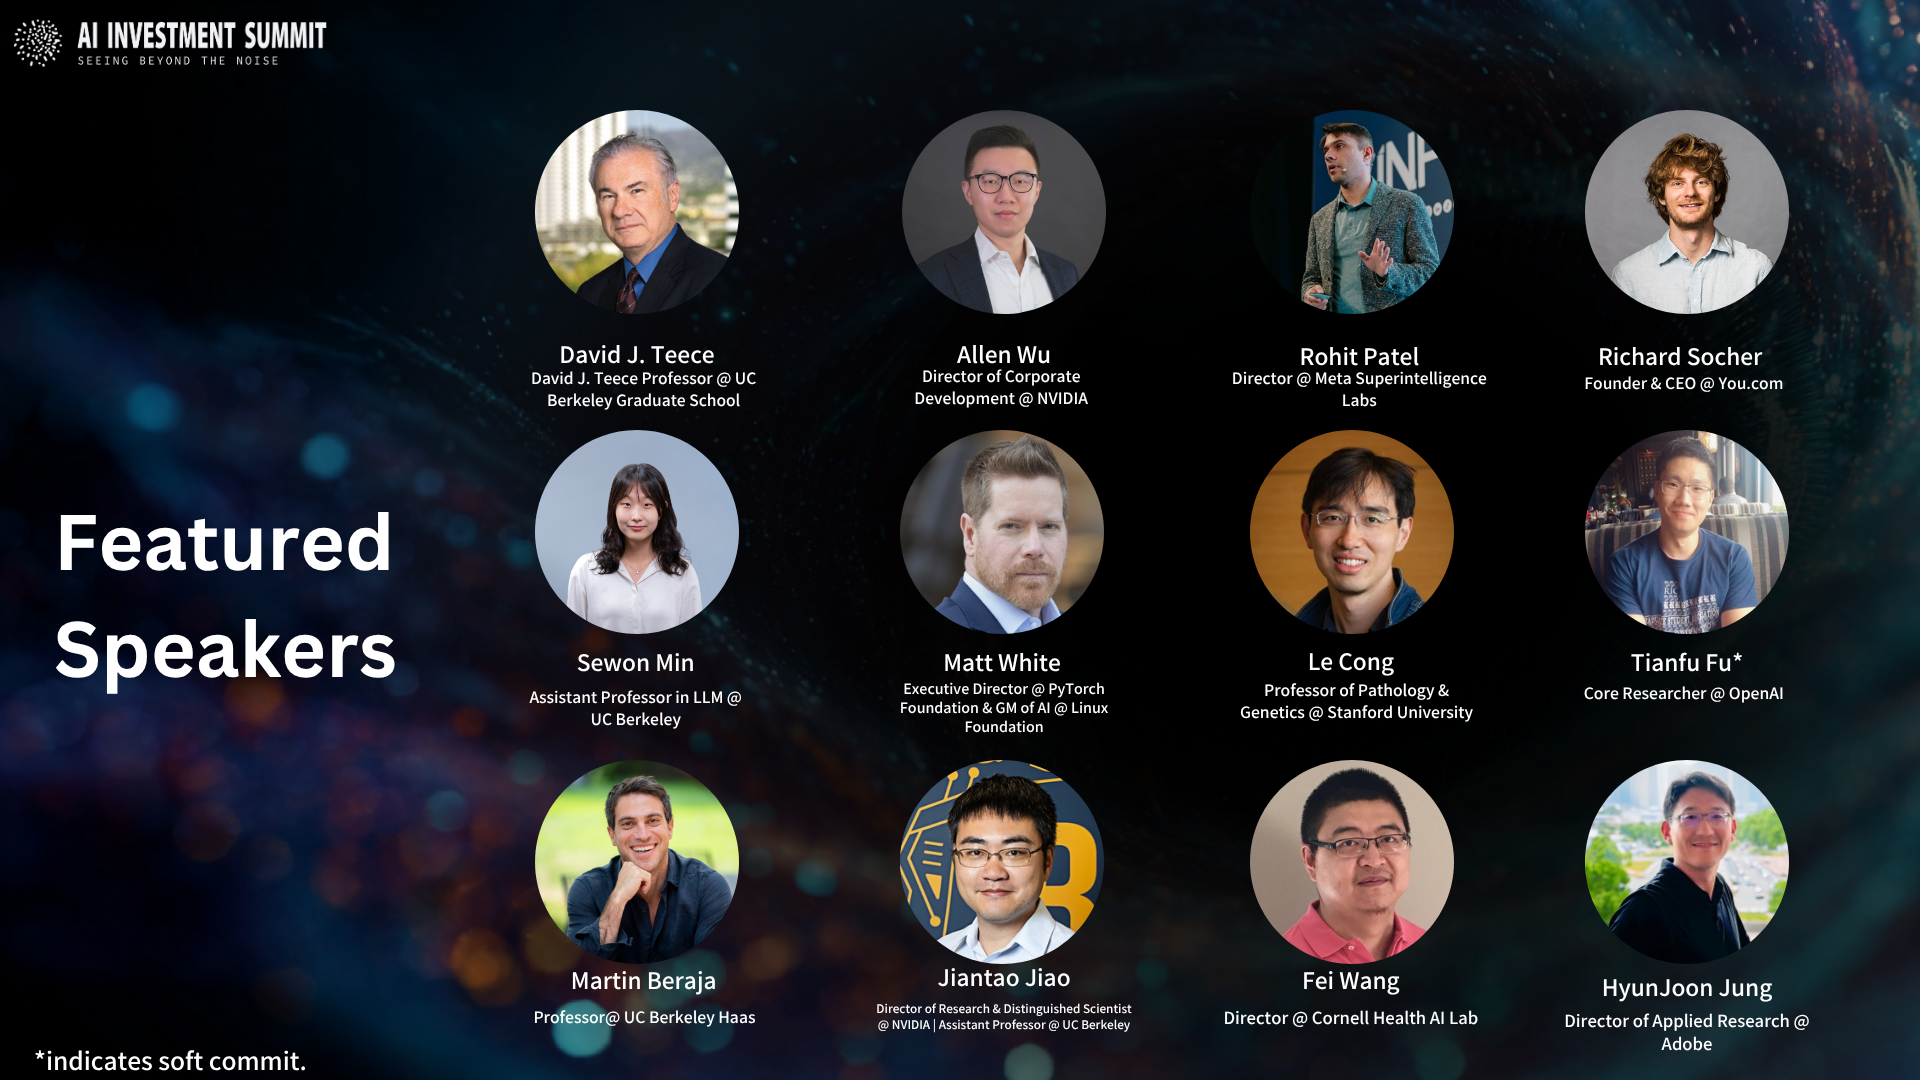 AI INVESTMENT SUMMIT
SEEING BEYOND THE NOISE
Featured
Speakers
David J. Teece
David J. Teece Professor @ UC
Berkeley Graduate School
Allen Wu
Director of Corporate
Development @ NVIDIA
Rohit Patel
Director @ Meta Superintelligence
Labs
Richard Socher
Founder & CEO @ You.com
Sewon Min
Assistant Professor in LLM @
UC Berkeley
Matt White
Executive Director @ PyTorch
Foundation & GM of AI @ Linux
Foundation
Le Cong
Professor of Pathology &
Genetics @ Stanford University
Tianfu Fu*
Core Researcher @ OpenAI
Martin Beraja
Professor@ UC Berkeley Haas
Jiantao Jiao
Director of Research & Distinguished Scientist
@ NVIDIA | Assistant Professor @ UC Berkeley
Fei Wang
Director @ Cornell Health AI Lab
HyunJoon Jung
Director of Applied Research @
Adobe
*indicates soft commit.